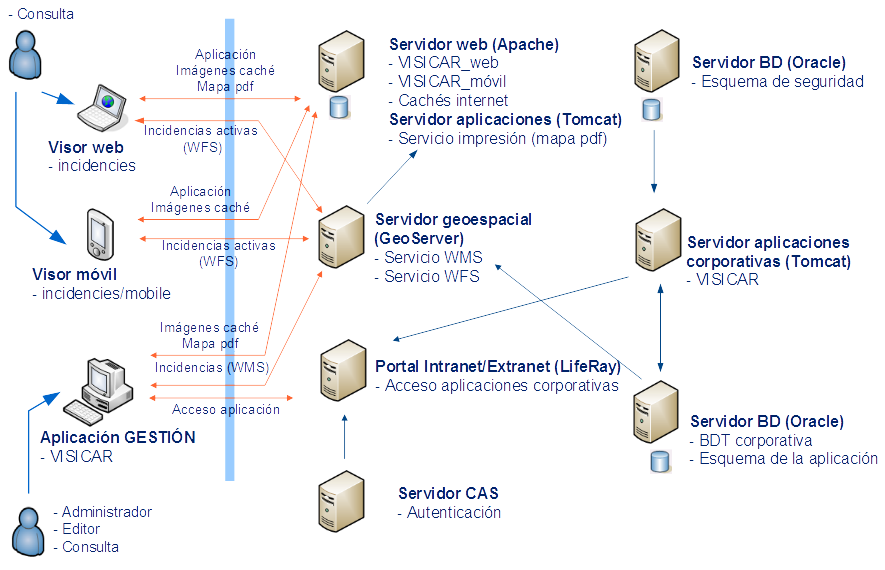 - Consulta
Visor web
- incidencies
Visor móvil
- incidencies/mobile
Aplicación GESTIÓN
- VISICAR
- Administrador
- Editor
- Consulta
Aplicación
Imágenes caché
Mapa pdf
Incidencias activas
(WFS)
Aplicación
Imágenes caché
Incidencias activas
(WFS)
Imágenes caché
Mapa pdf
Incidencias (WMS)
Acceso aplicación
Servidor web (Apache)
- VISICAR_web
- VISICAR_móvil
- Cachés internet
Servidor aplicaciones (Tomcat)
- Servicio impresión (mapa pdf)
Servidor geoespacial
(GeoServer)
- Servicio WMS
- Servicio WFS
Portal Intranet/Extranet (LifeRay)
- Acceso aplicaciones corporativas
Servidor CAS
- Autenticación
Servidor BD (Oracle)
- Esquema de seguridad
Servidor aplicaciones
corporativas (Tomcat)
- VISICAR
Servidor BD (Oracle)
- BDT corporativa
- Esquema de la aplicación